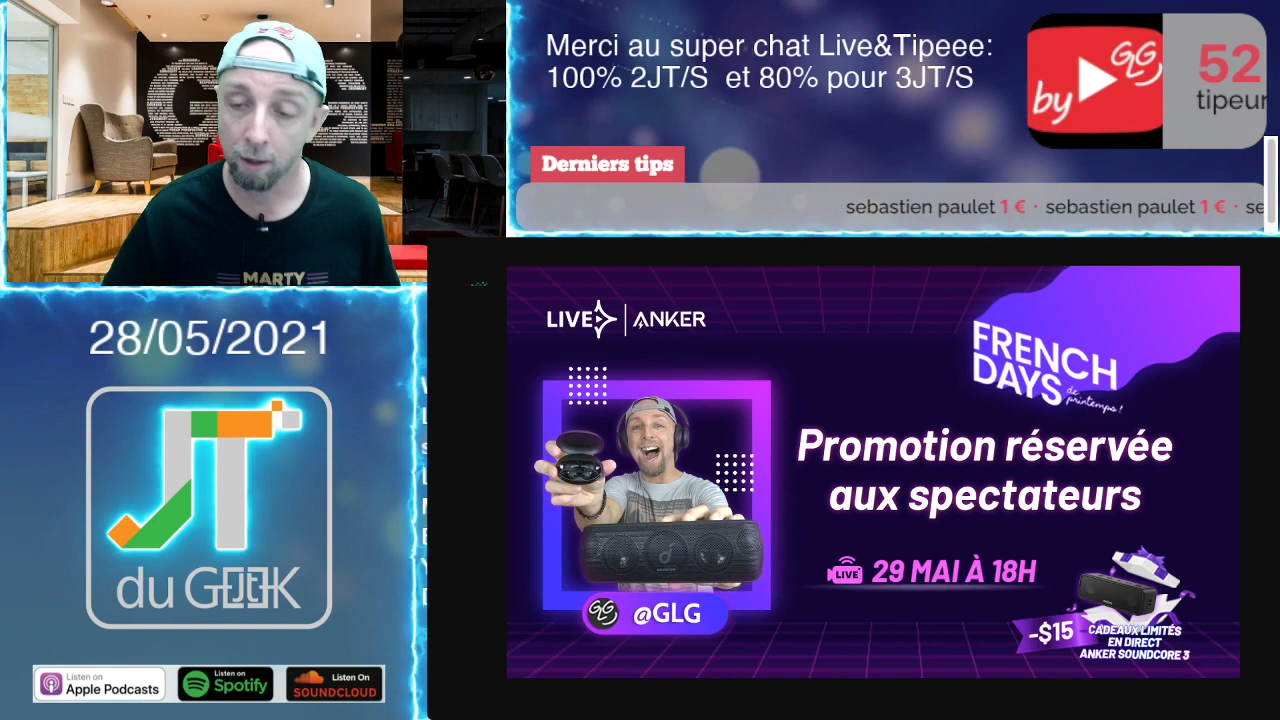 Merci au super chat Live&Tipeee:
100% 2JT/S et 80% pour 3JT/S
by GLG
52
tipeur
Derniers tips
sebastien paulet 1 € · sebastien paulet 1 € · se
MARTY
28/05/2021
JT
du GEEK
Listen on
Apple Podcasts
Listen on
Spotify
Listen On
SOUNDCLOUD
LIVE | ANKER
FRENCH
DAYS
de printemps !
Promotion réservée
aux spectateurs
LIVE 29 MAI À 18H
GLG @GLG
-$15
CADEAUX LIMITÉS
EN DIRECT
ANKER SOUNDCORE 3